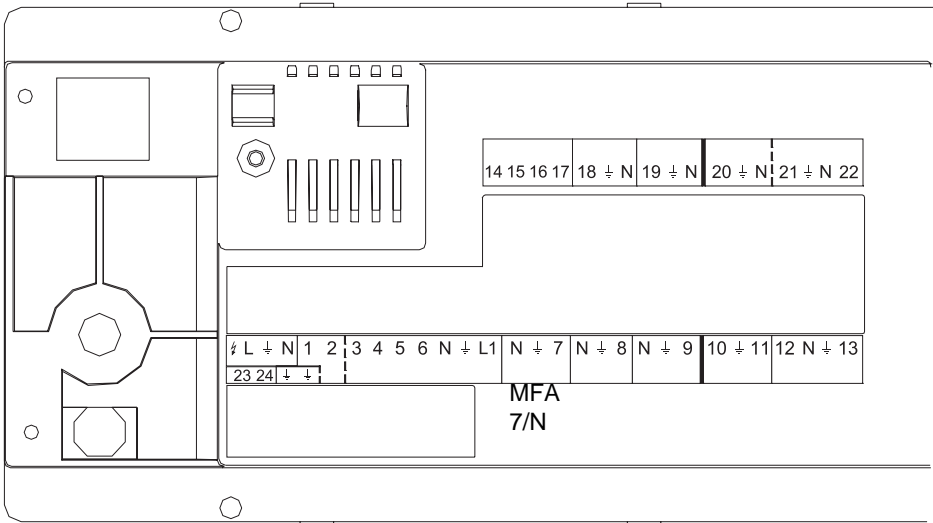 14 15 16 17 18 ⏚ N 19 ⏚ N 20 ⏚ N 21 ⏚ N 22
↯ L ⏚ N 1 2 3 4 5 6 N ⏚ L1 N ⏚ 7 N ⏚ 8 N ⏚ 9 10 ⏚ 11 12 N ⏚ 13
23 24 ⏚ ⏚
MFA
7/N